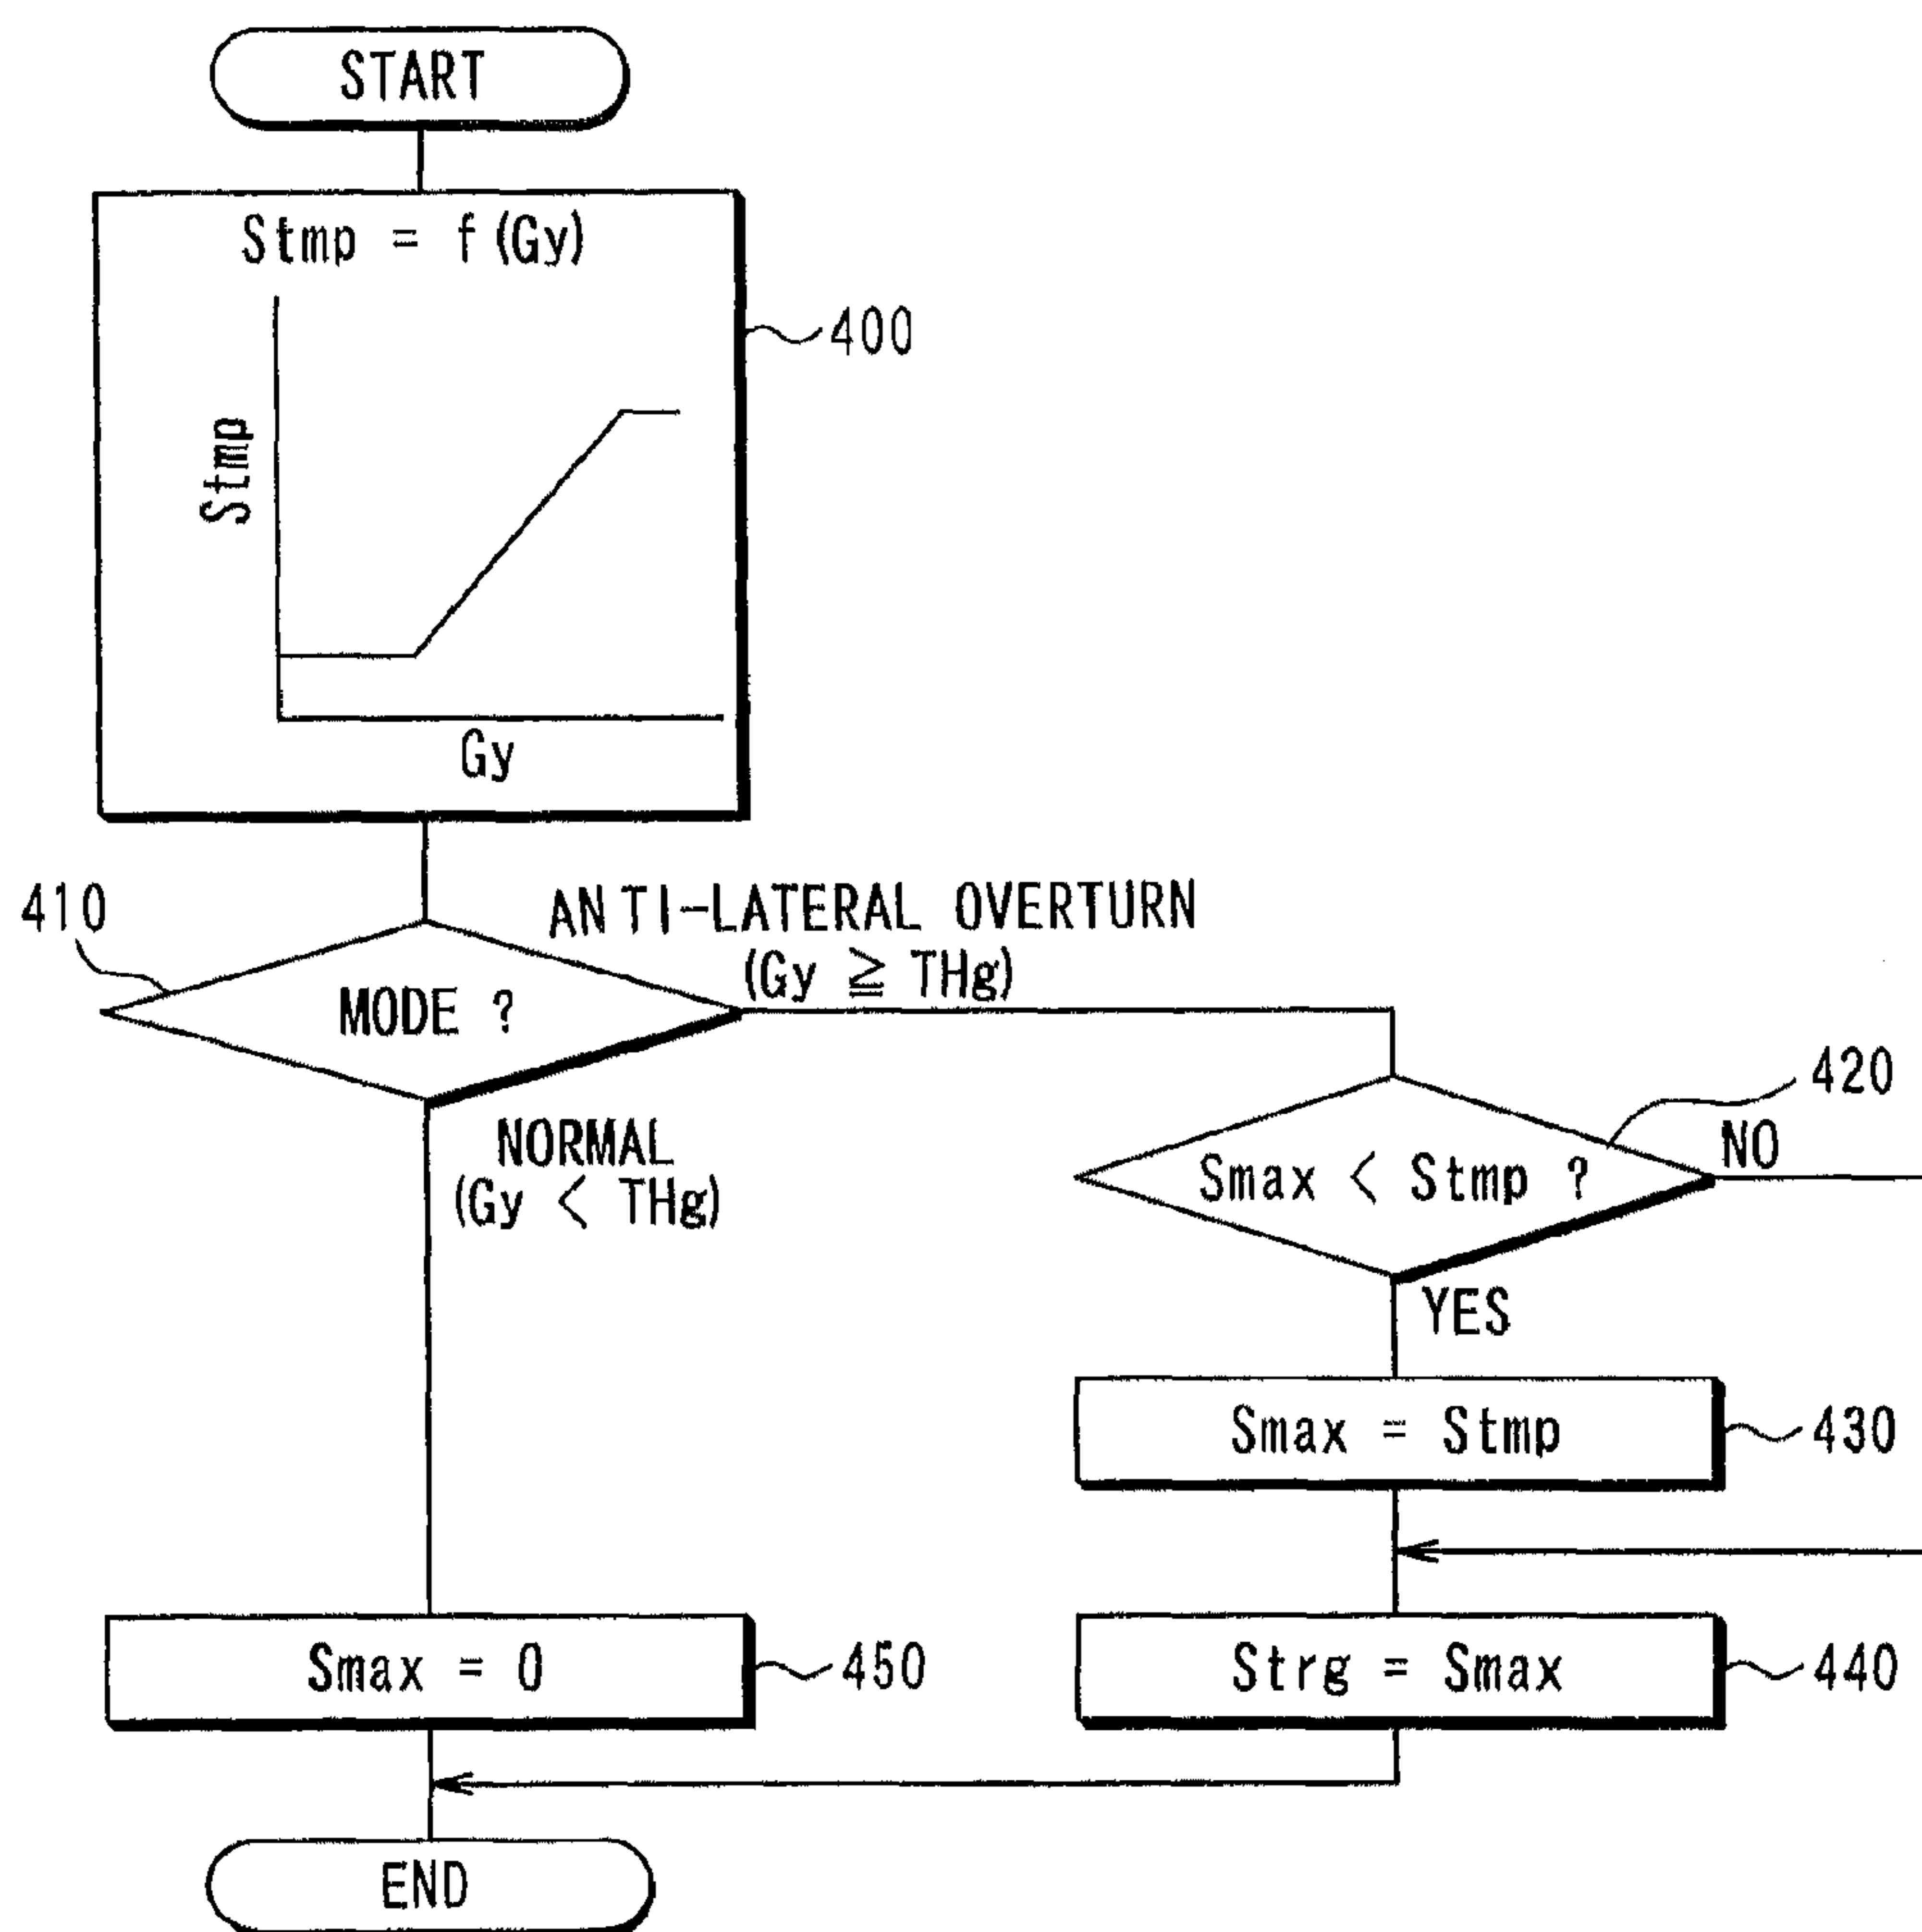 START
Stmp = f(Gy)
400
Stmp
Gy
410
ANTI-LATERAL OVERTURN
(Gy ≧ THg)
MODE ?
NORMAL
(Gy < THg)
420
NO
Smax < Stmp ?
YES
Smax = Stmp
430
Smax = 0
450
Strg = Smax
440
END